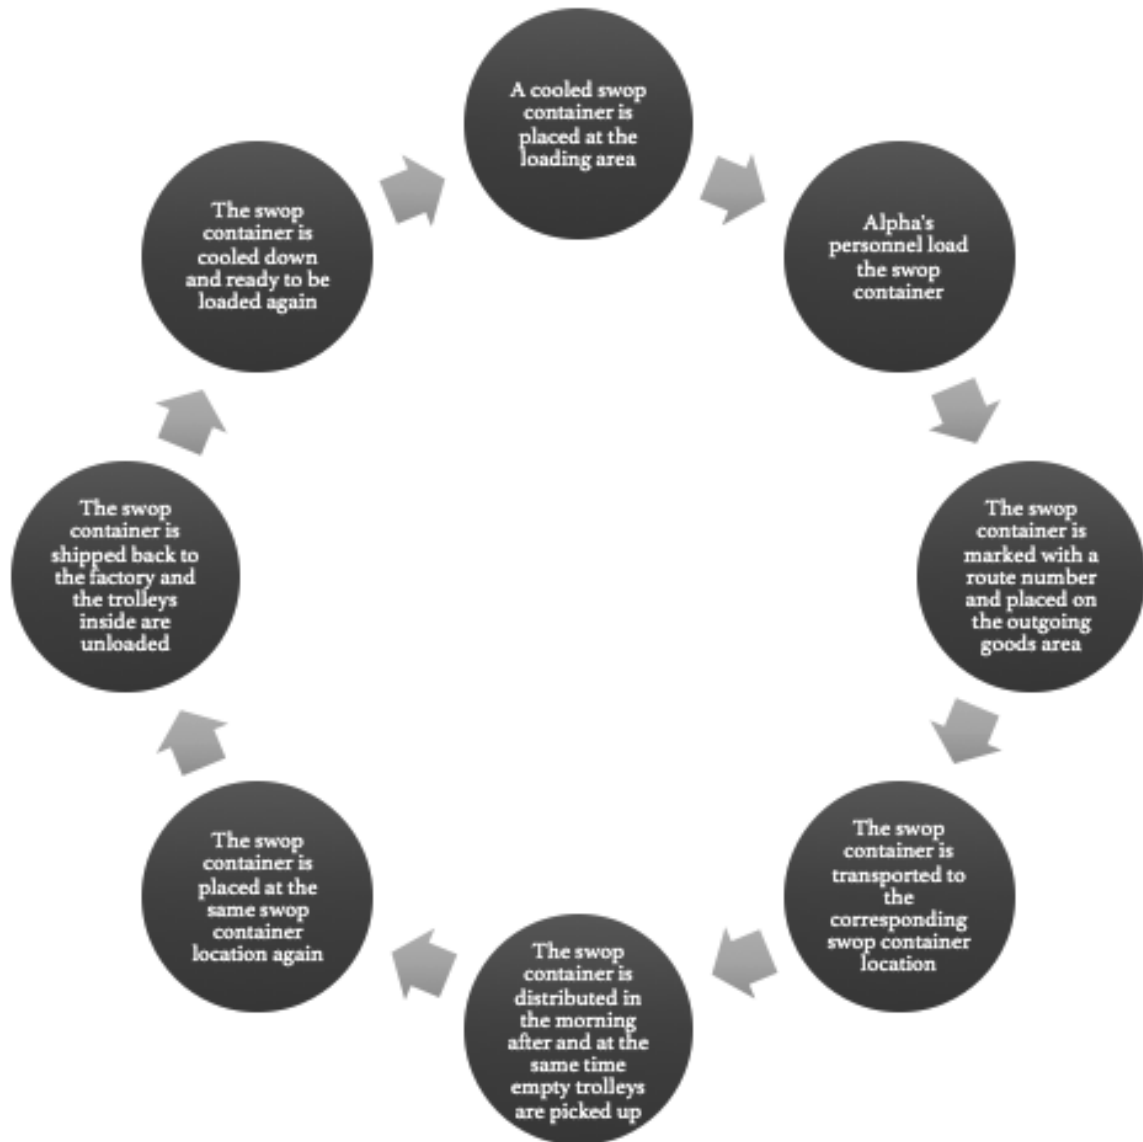 A cooled swop
container is
placed at the
loading area
Alpha's
personnel load
the swop
container
The swop
container is
marked with a
route number
and placed on
the outgoing
goods area
The swop
container is
transported to
the
corresponding
swop container
location
The swop
container is
distributed in
the morning
after and at the
same time
empty trolleys
are picked up
The swop
container is
placed at the
same swop
container
location again
The swop
container is
shipped back to
the factory and
the trolleys
inside are
unloaded
The swop
container is
cooled down
and ready to be
loaded again